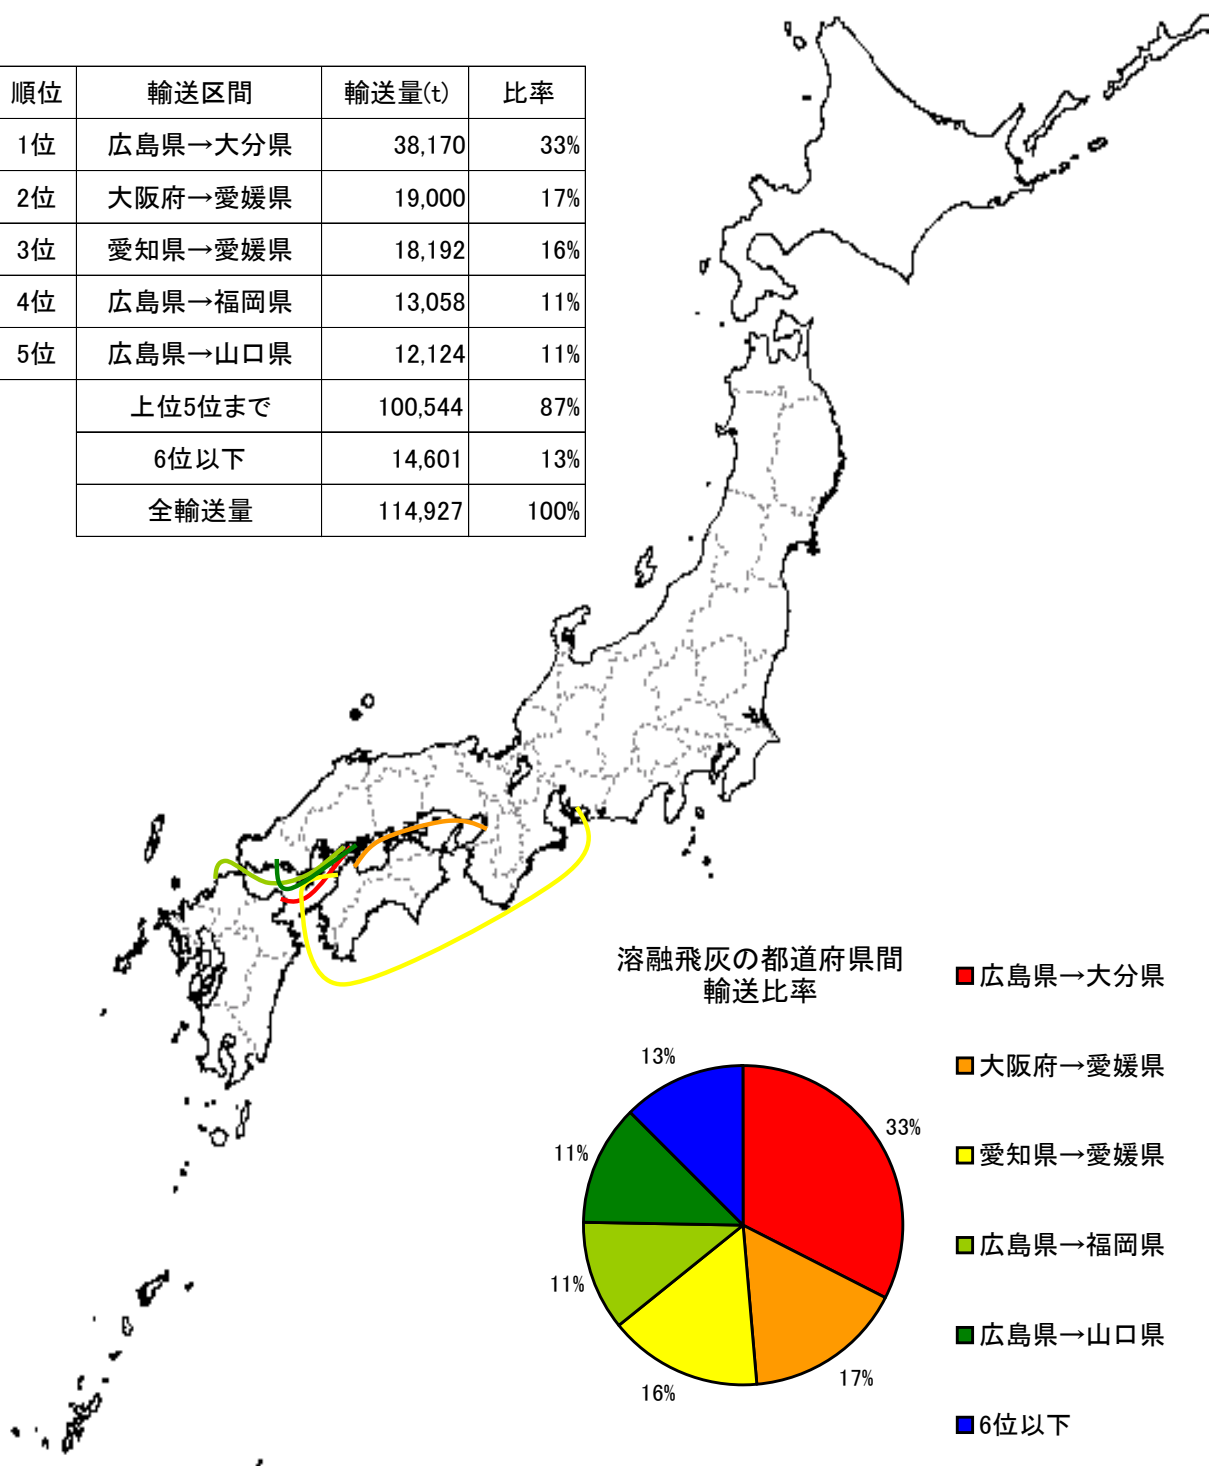 順位 輸送区間 輸送量(t) 比率
1位 広島県→大分県 38,170 33%
2位 大阪府→愛媛県 19,000 17%
3位 愛知県→愛媛県 18,192 16%
4位 広島県→福岡県 13,058 11%
5位 広島県→山口県 12,124 11%
上位5位まで 100,544 87%
6位以下 14,601 13%
全輸送量 114,927 100%
溶融飛灰の都道府県間
輸送比率
13%
33%
11%
11%
16%
17%
広島県→大分県
大阪府→愛媛県
愛知県→愛媛県
広島県→福岡県
広島県→山口県
6位以下